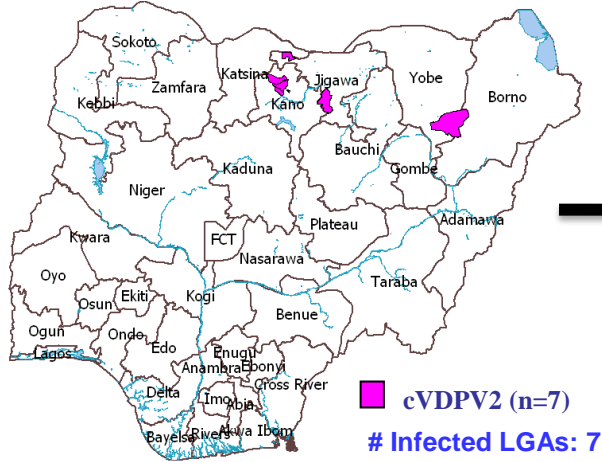 Sokoto
Katsina
Jigawa
Yobe
Borno
Zamfara
Kebbi
Kano
Bauchi
Gombe
Kaduna
Niger
Plateau
Adamawa
FCT
Kwara
Nasarawa
Taraba
Oyo
Kogi
Benue
Osun
Ekiti
Ogun
Ondo
Edo
Lagos
Enugu
Anambra
Ebonyi
Cross River
Delta
Imo
Abia
Bayelsa
Rivers
Akwa Ibom
cVDPV2 (n=7)
# Infected LGAs: 7